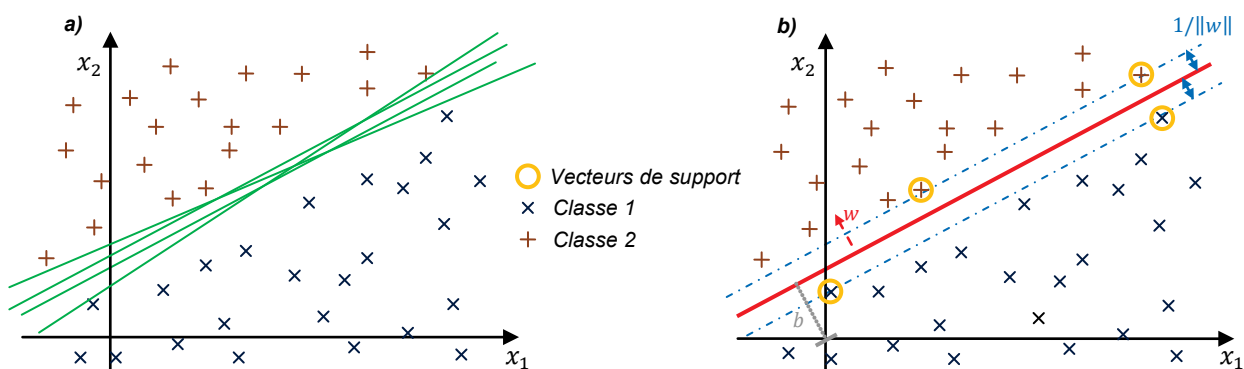 a)
x₂
x₁
Vecteurs de support
Classe 1
Classe 2
b)
1/‖w‖
x₂
w
b
x₁